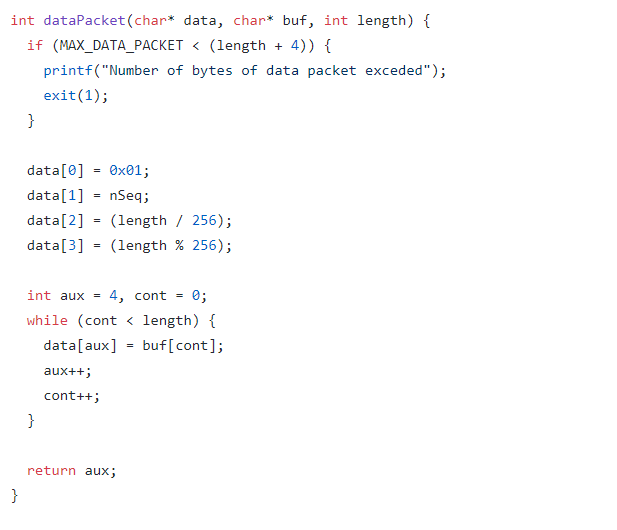 int dataPacket(char* data, char* buf, int length) {
  if (MAX_DATA_PACKET < (length + 4)) {
    printf("Number of bytes of data packet exceded");
    exit(1);
  }

  data[0] = 0x01;
  data[1] = nSeq;
  data[2] = (length / 256);
  data[3] = (length % 256);

  int aux = 4, cont = 0;
  while (cont < length) {
    data[aux] = buf[cont];
    aux++;
    cont++;
  }

  return aux;
}